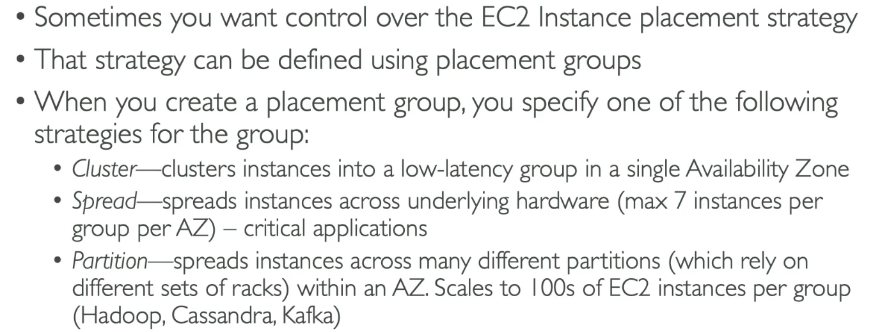 • Sometimes you want control over the EC2 Instance placement strategy
• That strategy can be defined using placement groups
• When you create a placement group, you specify one of the following
strategies for the group:
• Cluster—clusters instances into a low-latency group in a single Availability Zone
• Spread—spreads instances across underlying hardware (max 7 instances per
group per AZ) – critical applications
• Partition—spreads instances across many different partitions (which rely on
different sets of racks) within an AZ. Scales to 100s of EC2 instances per group
(Hadoop, Cassandra, Kafka)